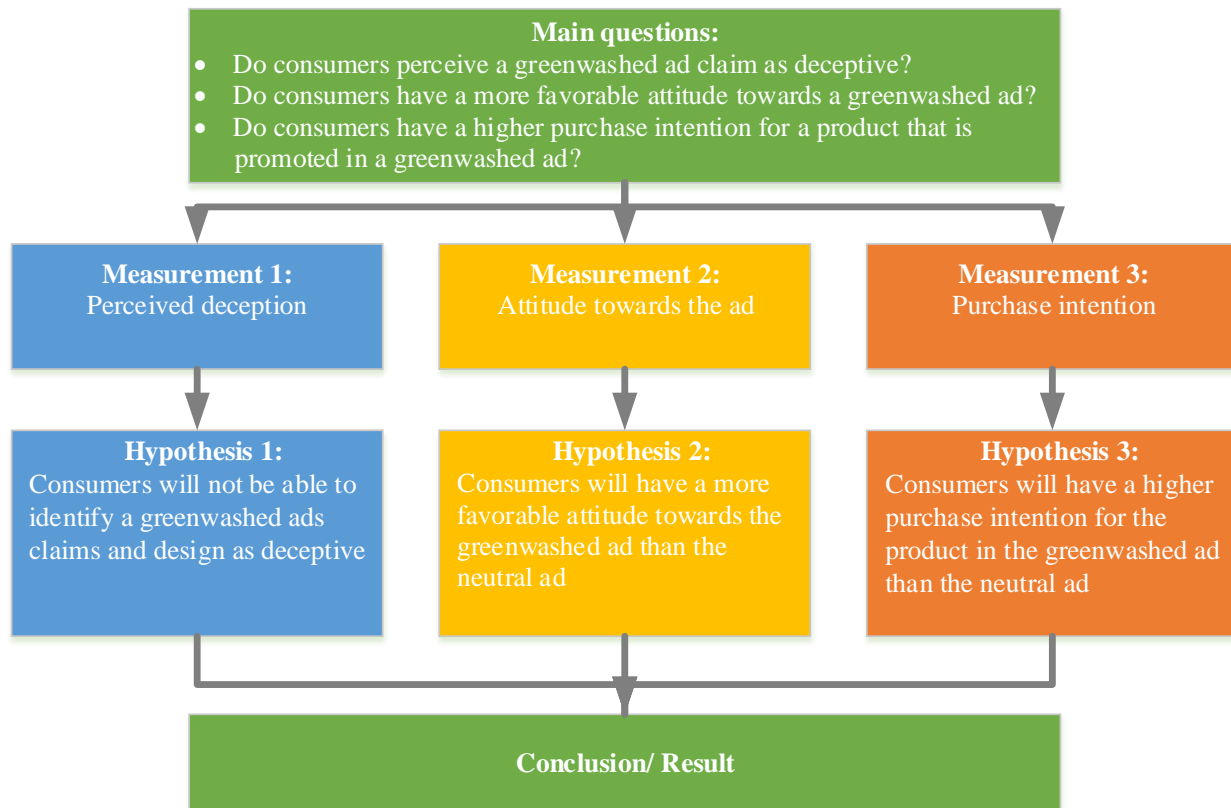 Main questions:
• Do consumers perceive a greenwashed ad claim as deceptive?
• Do consumers have a more favorable attitude towards a greenwashed ad?
• Do consumers have a higher purchase intention for a product that is
promoted in a greenwashed ad?
Measurement 1:
Perceived deception
Measurement 2:
Attitude towards the ad
Measurement 3:
Purchase intention
Hypothesis 1:
Consumers will not be able to
identify a greenwashed ads
claims and design as deceptive
Hypothesis 2:
Consumers will have a more
favorable attitude towards the
greenwashed ad than the
neutral ad
Hypothesis 3:
Consumers will have a higher
purchase intention for the
product in the greenwashed ad
than the neutral ad
Conclusion/ Result